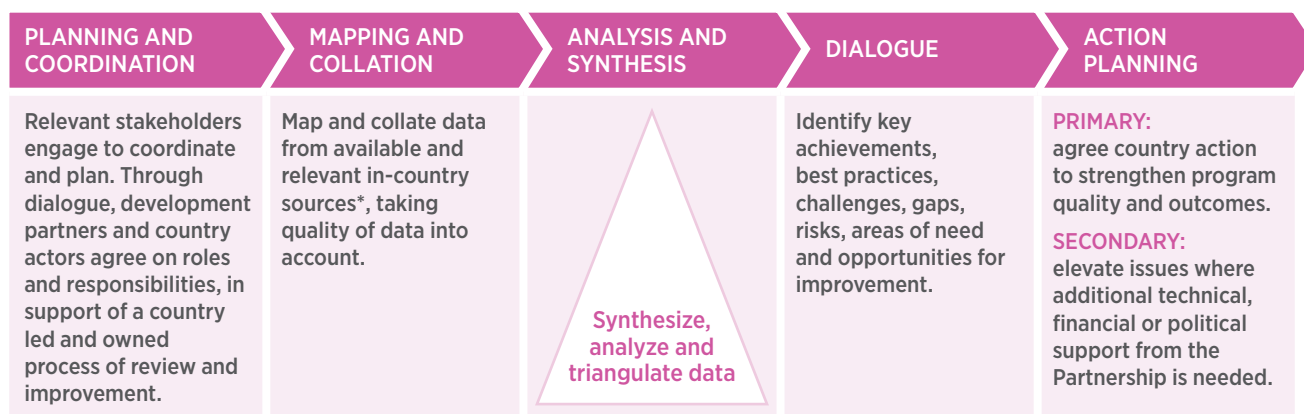 PLANNING AND
COORDINATION
Relevant stakeholders
engage to coordinate
and plan. Through
dialogue, development
partners and country
actors agree on roles
and responsibilities, in
support of a country
led and owned
process of review and
improvement.
MAPPING AND
COLLATION
Map and collate data
from available and
relevant in-country
sources*, taking
quality of data into
account.
ANALYSIS AND
SYNTHESIS
Synthesize,
analyze and
triangulate data
DIALOGUE
Identify key
achievements,
best practices,
challenges, gaps,
risks, areas of need
and opportunities for
improvement.
ACTION
PLANNING
PRIMARY:
agree country action
to strengthen program
quality and outcomes.
SECONDARY:
elevate issues where
additional technical,
financial or political
support from the
Partnership is needed.